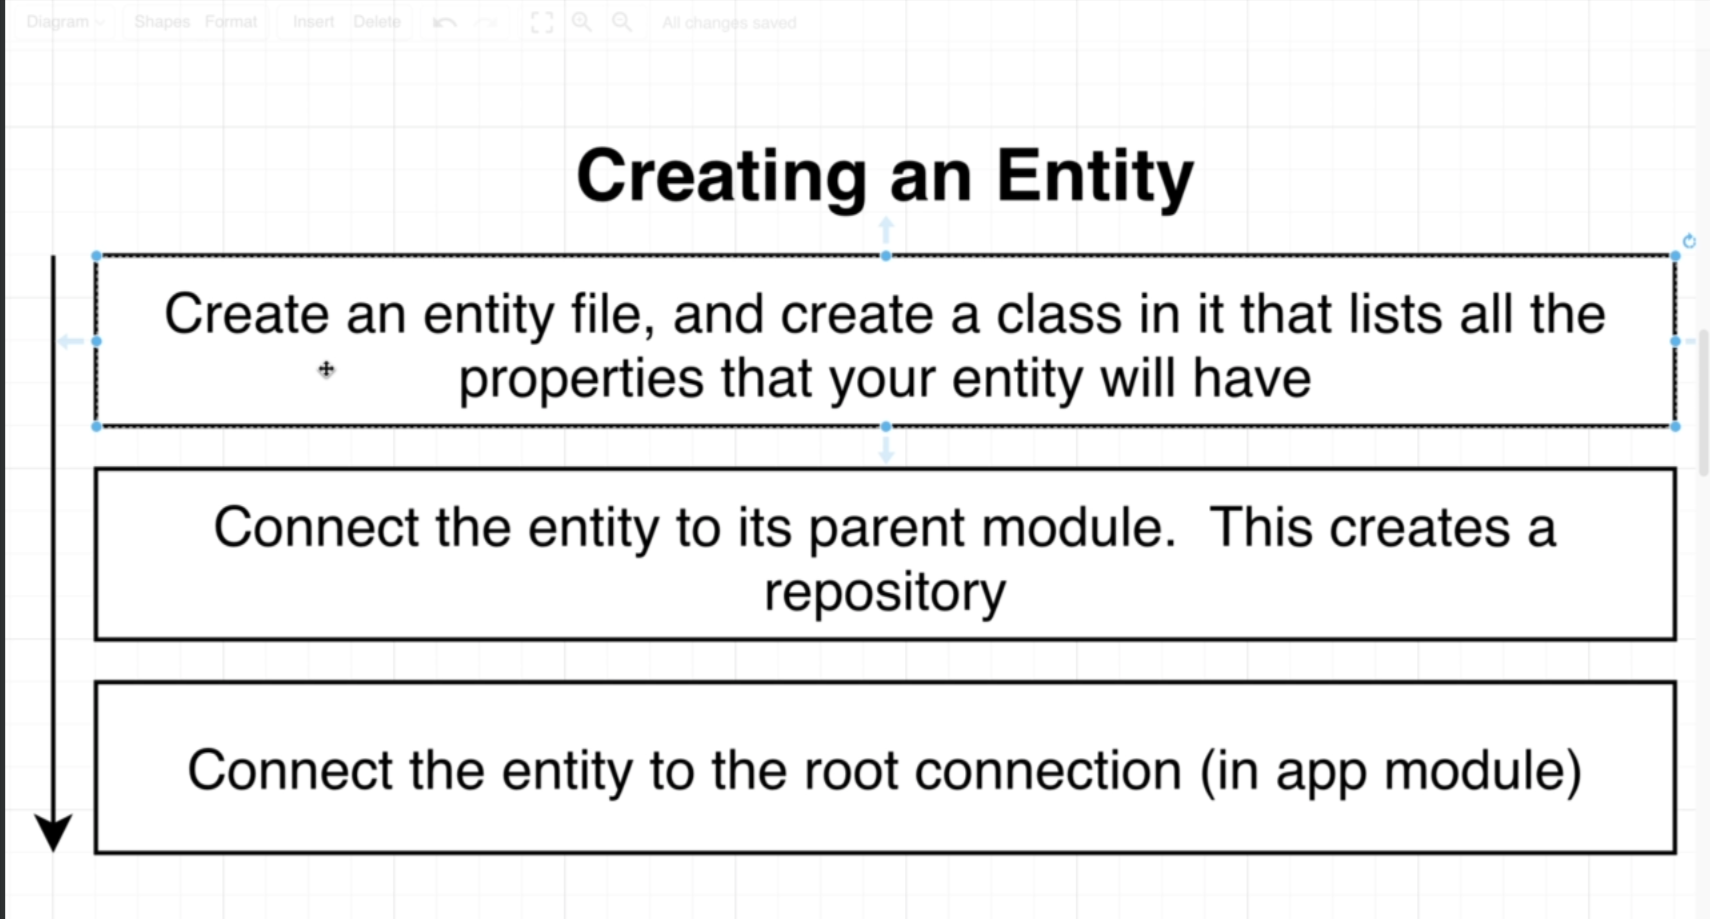 Diagram Shapes Format Insert Delete All changes saved
Creating an Entity
Create an entity file, and create a class in it that lists all the
properties that your entity will have
Connect the entity to its parent module.  This creates a
repository
Connect the entity to the root connection (in app module)